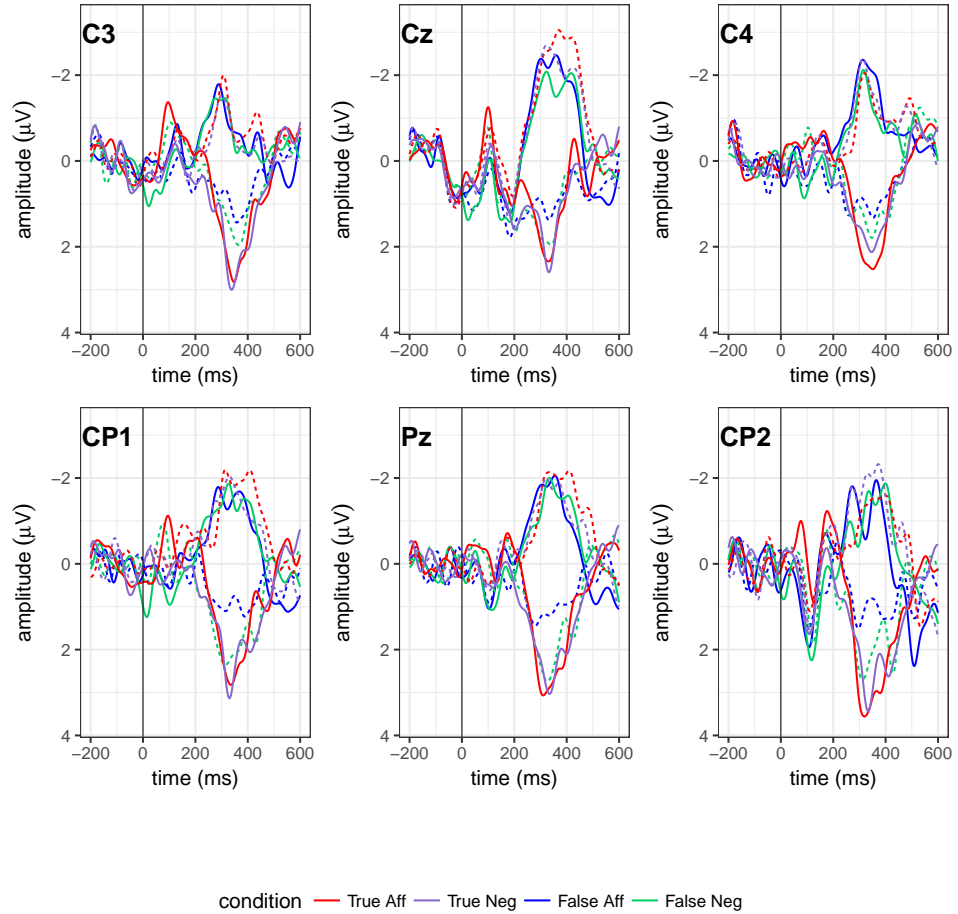 C3
Cz
C4
amplitude (μV)
amplitude (μV)
amplitude (μV)
−2
0
2
4
−2
0
2
4
−2
0
2
4
−200 0 200 400 600
−200 0 200 400 600
−200 0 200 400 600
time (ms)
time (ms)
time (ms)
CP1
Pz
CP2
amplitude (μV)
amplitude (μV)
amplitude (μV)
−2
0
2
4
−2
0
2
4
−2
0
2
4
−200 0 200 400 600
−200 0 200 400 600
−200 0 200 400 600
time (ms)
time (ms)
time (ms)
condition True Aff True Neg False Aff False Neg